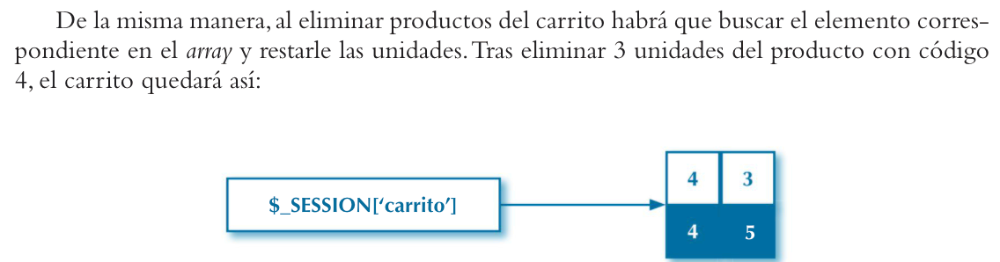 De la misma manera, al eliminar productos del carrito habrá que buscar el elemento corres-
pondiente en el array y restarle las unidades. Tras eliminar 3 unidades del producto con código
4, el carrito quedará así:
$_SESSION[‘carrito’]
4 3
4 5